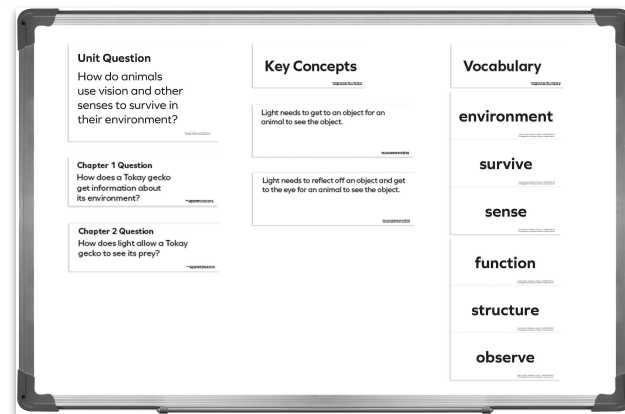 Unit Question
How do animals
use vision and other
senses to survive in
their environment?
Chapter 1 Question
How does a Tokay gecko
get information about
its environment?
Chapter 2 Question
How does light allow a Tokay
gecko to see its prey?
Key Concepts
Light needs to get to an object for an
animal to see the object.
Light needs to reflect off an object and get
to the eye for an animal to see the object.
Vocabulary
environment
survive
sense
function
structure
observe